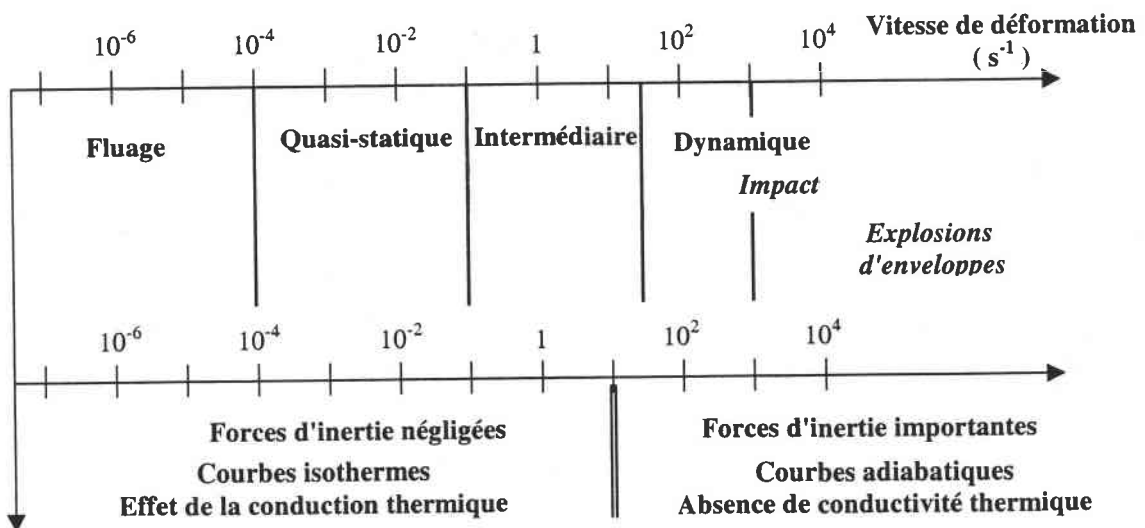 10⁻⁶ 10⁻⁴ 10⁻² 1 10² 10⁴ Vitesse de déformation
( s⁻¹ )
Fluage Quasi-statique Intermédiaire Dynamique
Impact
Explosions
d'enveloppes
10⁻⁶ 10⁻⁴ 10⁻² 1 10² 10⁴
Forces d'inertie négligées Forces d'inertie importantes
Courbes isothermes Courbes adiabatiques
Effet de la conduction thermique Absence de conductivité thermique